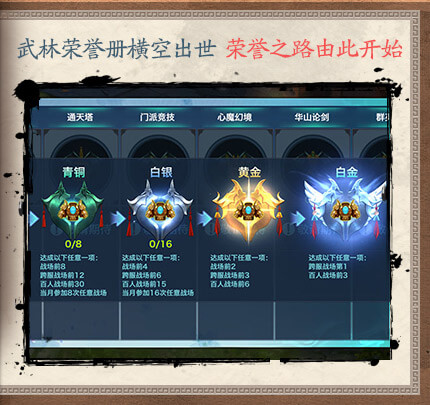 武林荣誉册横空出世 荣誉之路由此开始
通天塔 门派竞技 心魔幻境 华山论剑
青铜 白银 黄金 白金
0/8 0/16
达成以下任意一项: 达成以下任意一项: 达成以下任意一项: 达成以下任意一项:
战场前8 战场前4 战场前2 跨服战场第1
跨服战场前12 跨服战场前6 跨服战场前3 百人战场前3
百人战场前30 百人战场前15 百人战场前6
当月参加8次任意战场 当月参加16次任意战场